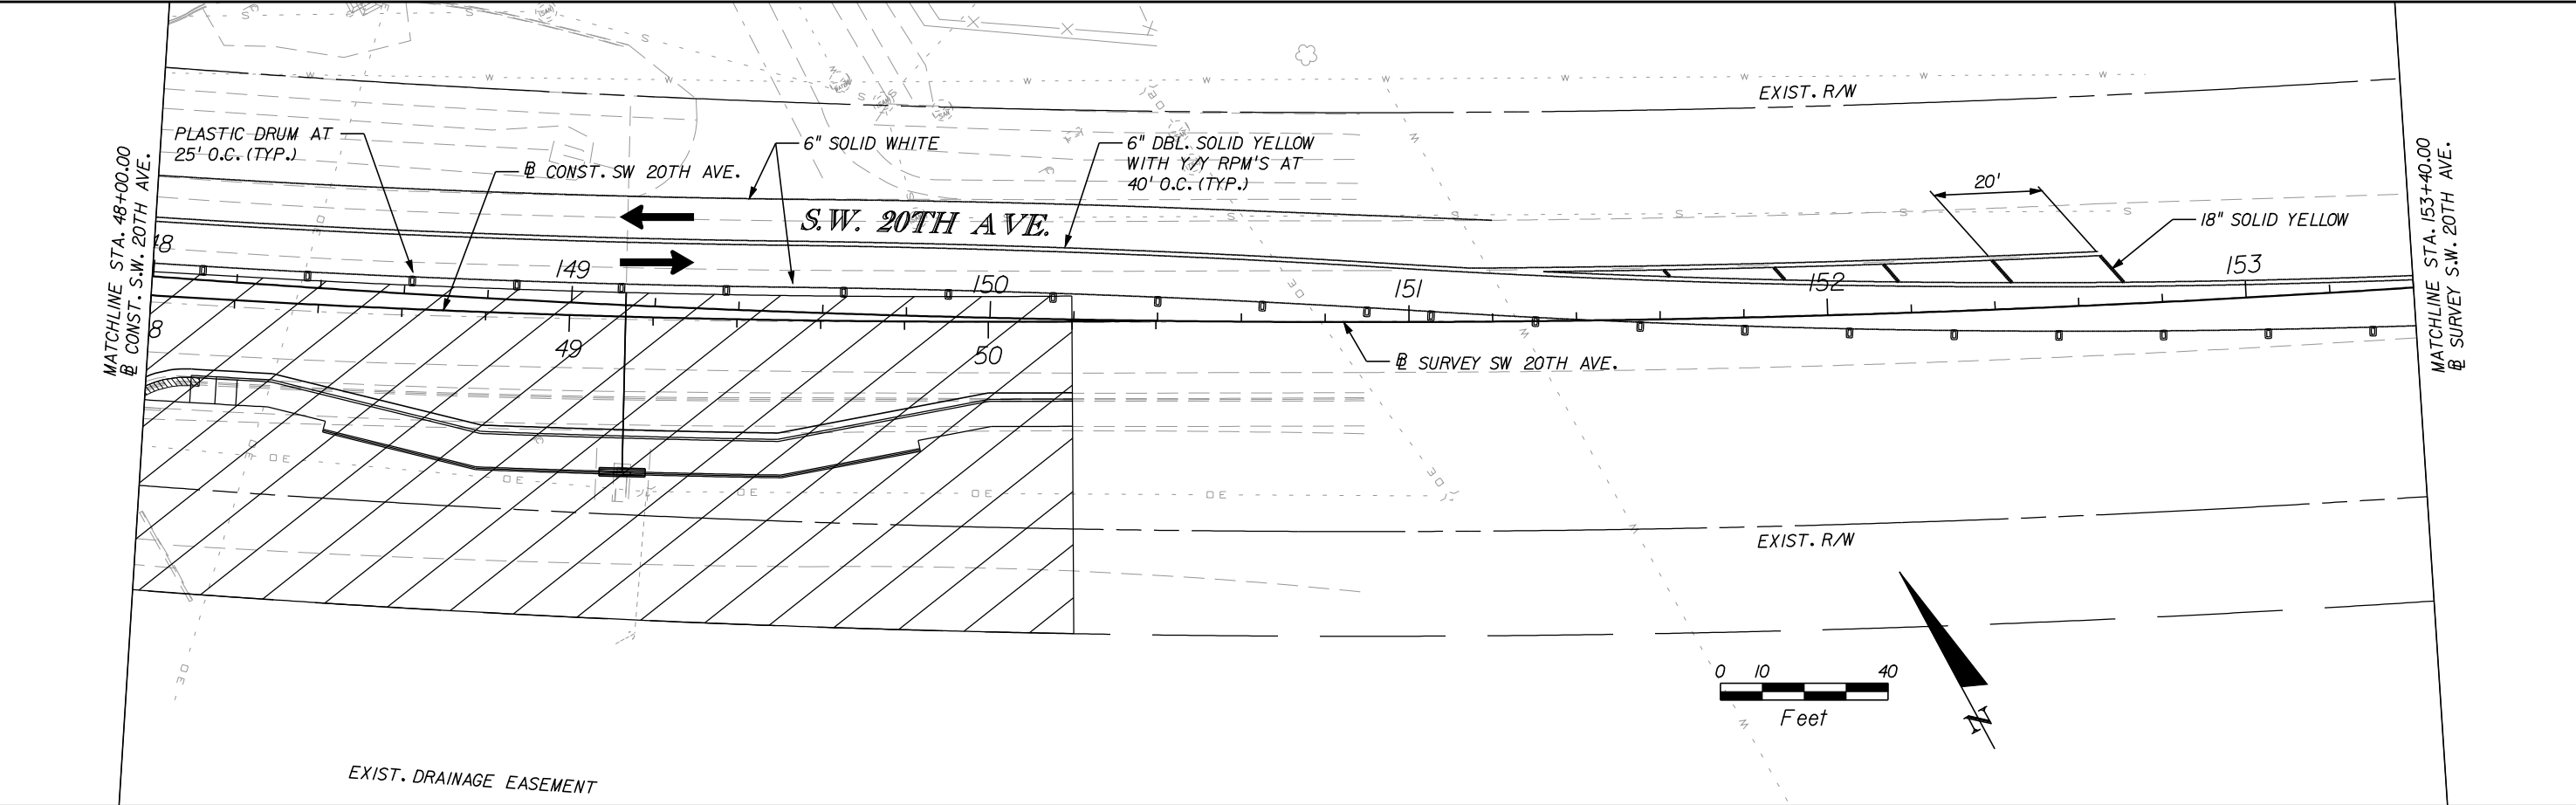 EXIST. R/W
PLASTIC DRUM AT
25' O.C. (TYP.)
6" SOLID WHITE
6" DBL. SOLID YELLOW
WITH Y/Y RPM'S AT
40' O.C. (TYP.)
℄ CONST. SW 20TH AVE.
20'
18" SOLID YELLOW
S.W. 20TH AVE.
MATCHLINE STA. 48+00.00
℄ CONST. S.W. 20TH AVE.
MATCHLINE STA. 153+40.00
℄ SURVEY S.W. 20TH AVE.
48
149
150
151
152
153
8
49
50
℄ SURVEY SW 20TH AVE.
EXIST. R/W
0 10 40
Feet
N
EXIST. DRAINAGE EASEMENT